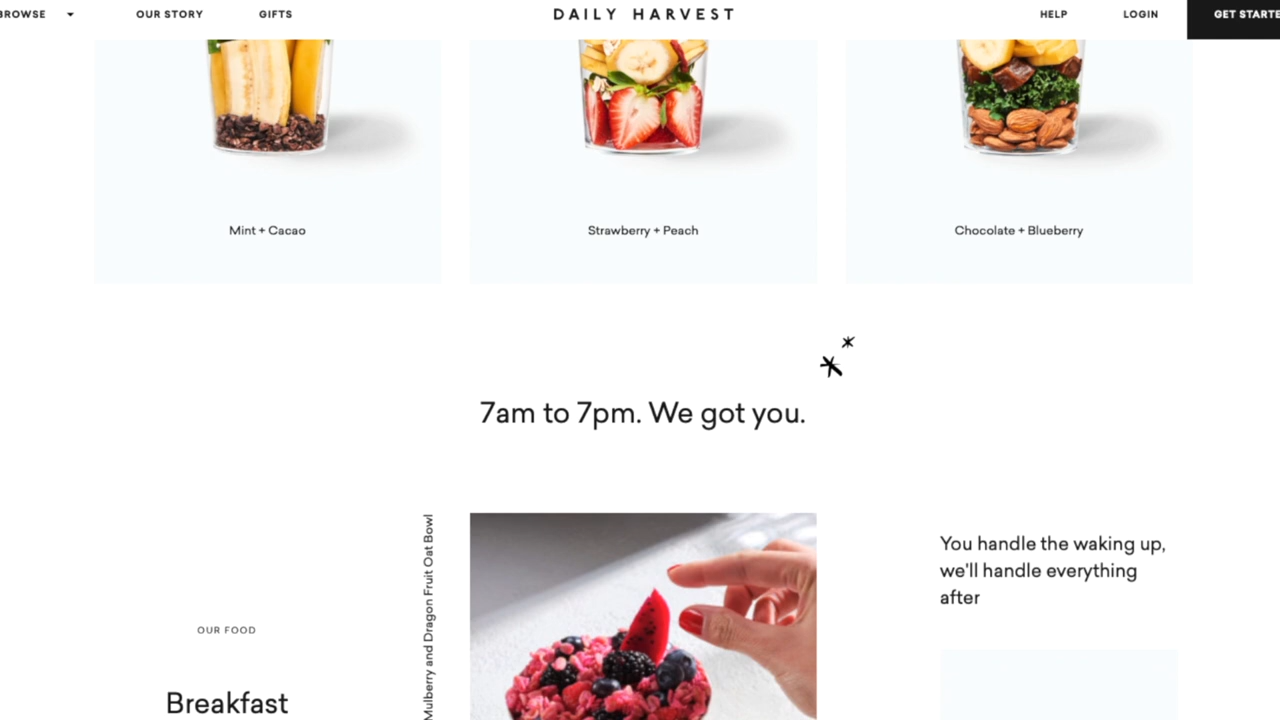 BROWSE
OUR STORY
GIFTS
DAILY HARVEST
HELP
LOGIN
GET STARTE
Mint + Cacao
Strawberry + Peach
Chocolate + Blueberry
7am to 7pm. We got you.
OUR FOOD
Breakfast
Mulberry and Dragon Fruit Oat Bowl
You handle the waking up,
we'll handle everything
after